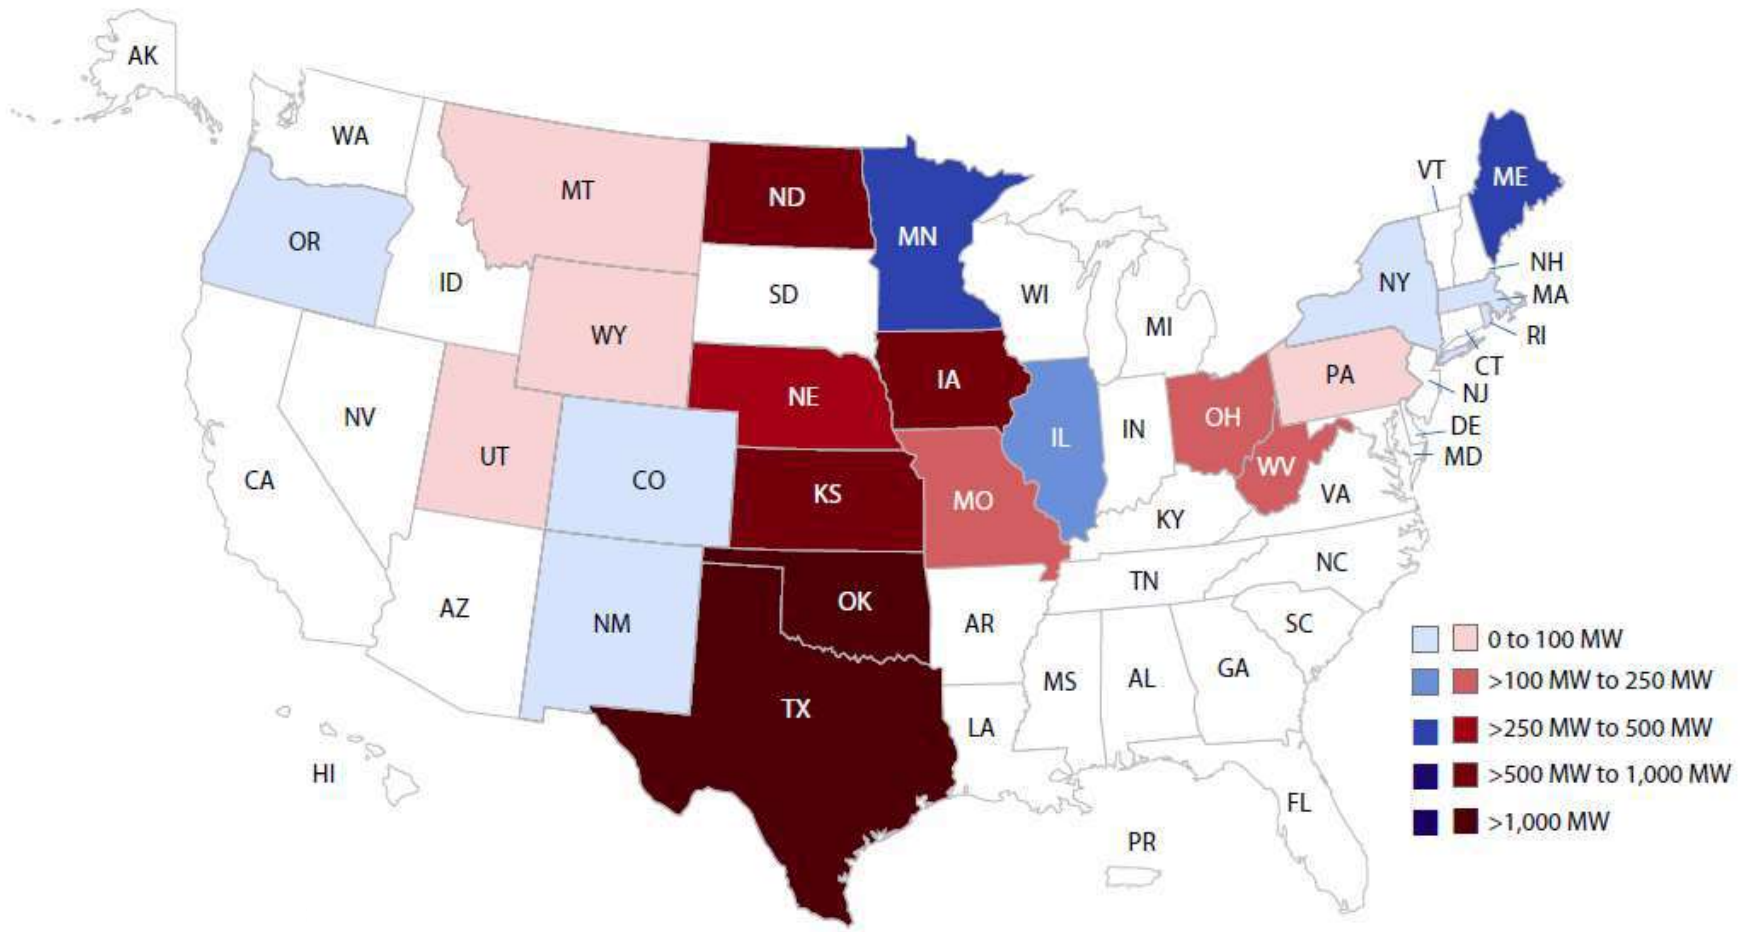 AK
WA
MT
ND
MN
VT
ME
OR
ID
SD
WI
MI
NY
NH
MA
RI
CT
NJ
WY
NE
IA
PA
NV
UT
CO
KS
MO
IL
IN
OH
WV
DE
MD
CA
VA
KY
AZ
NM
OK
AR
TN
NC
SC
TX
LA
MS
AL
GA
HI
PR
FL
0 to 100 MW
>100 MW to 250 MW
>250 MW to 500 MW
>500 MW to 1,000 MW
>1,000 MW